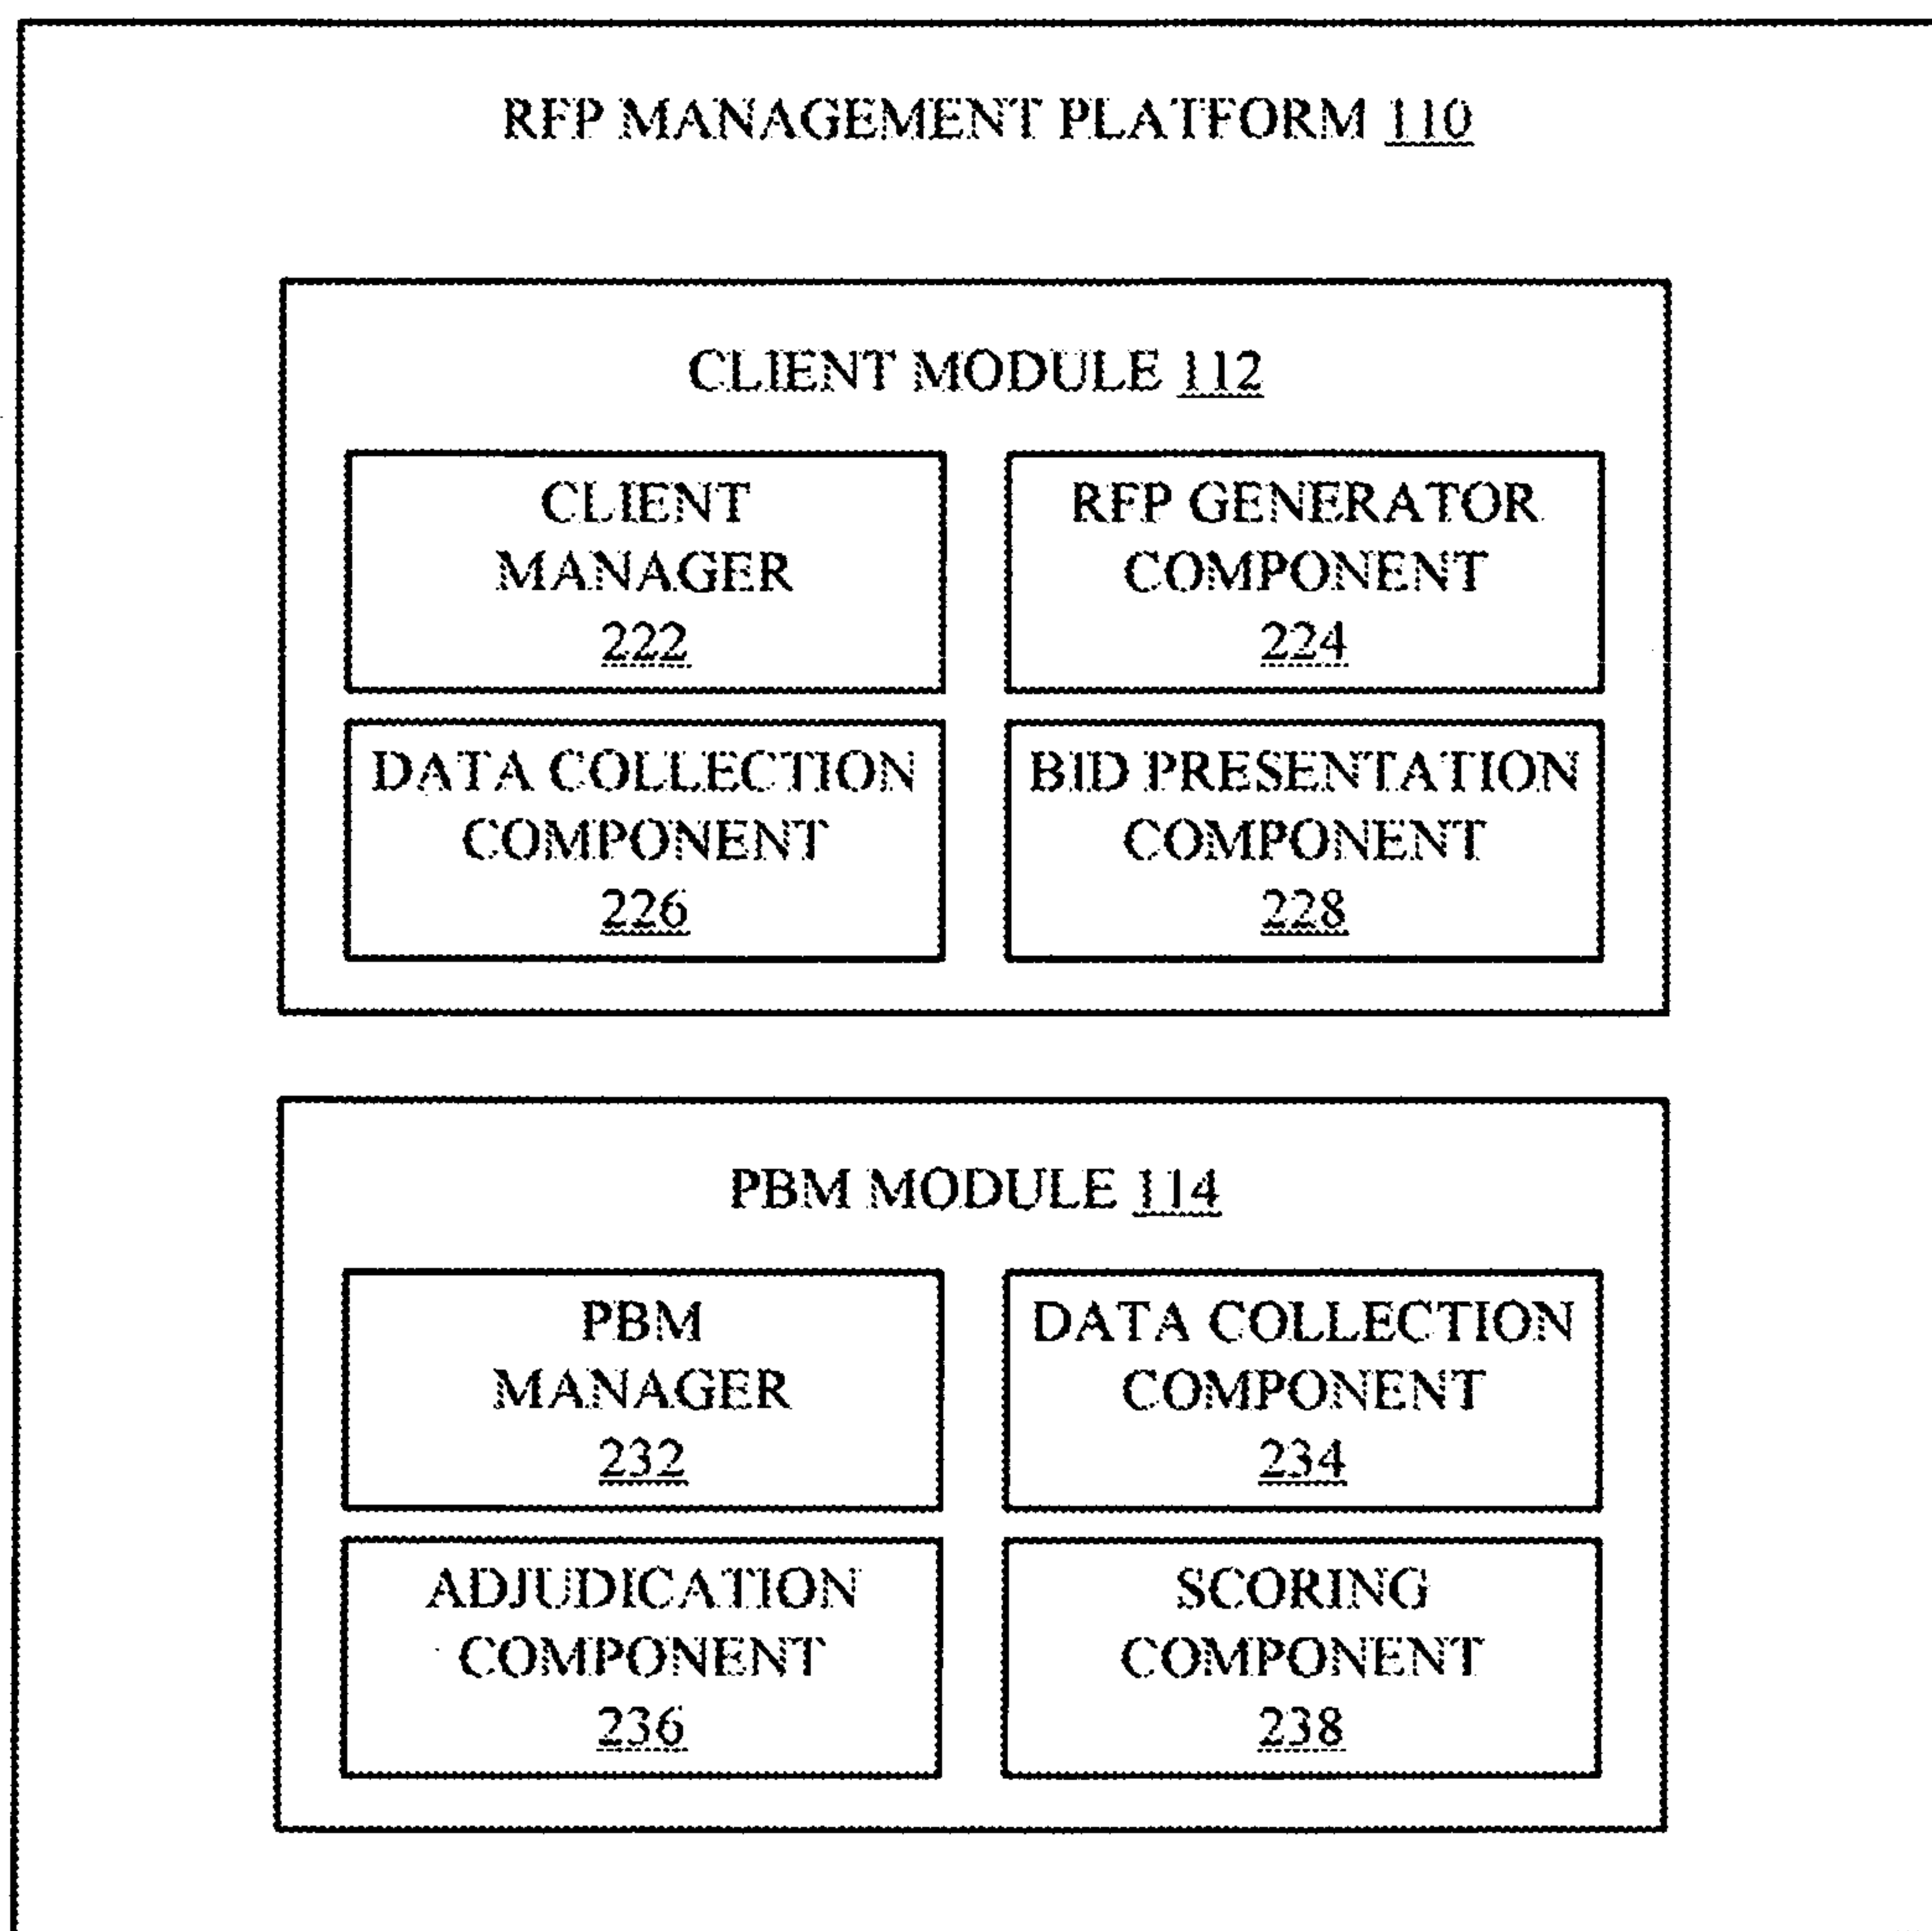 RFP MANAGEMENT PLATFORM 110
CLIENT MODULE 112
CLIENT
MANAGER
222
RFP GENERATOR
COMPONENT
224
DATA COLLECTION
COMPONENT
226
BID PRESENTATION
COMPONENT
228
PBM MODULE 114
PBM
MANAGER
232
DATA COLLECTION
COMPONENT
234
ADJUDICATION
COMPONENT
236
SCORING
COMPONENT
238